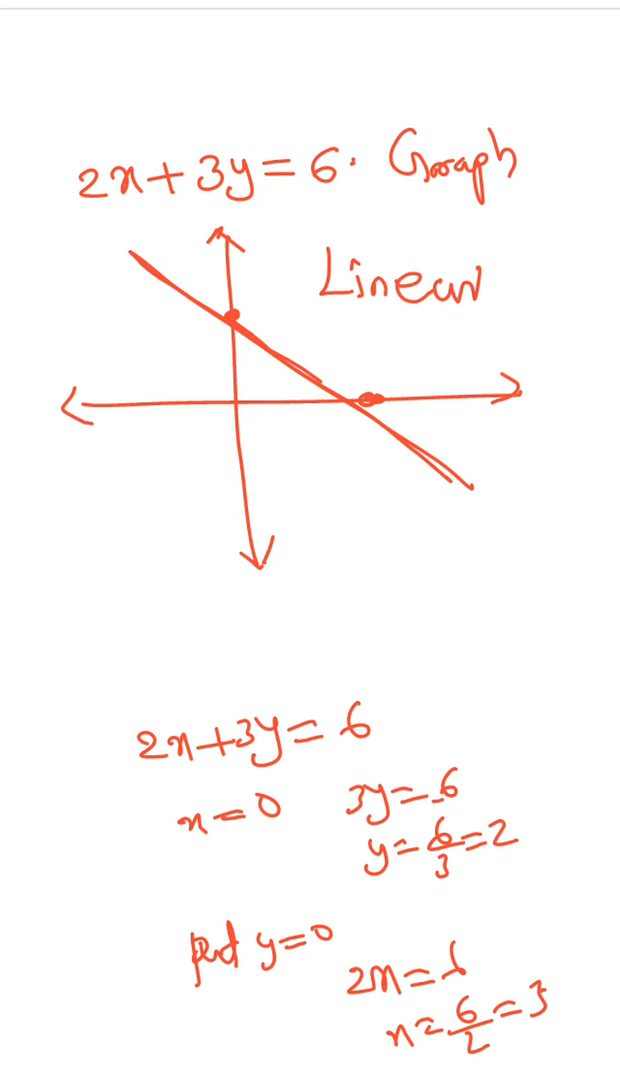 2x+3y=6. Graph
Linear
2x+3y=6
x=0 3y=6
y=6/3=2
put y=0
2x=6
x=6/2=3